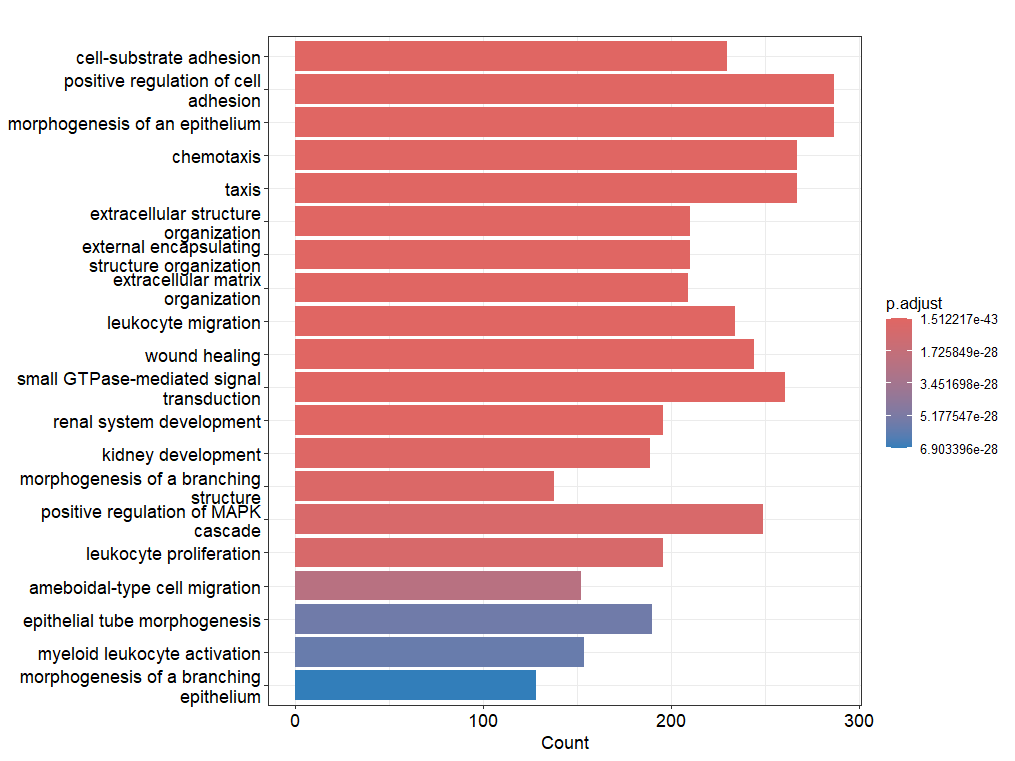 cell-substrate adhesion
positive regulation of cell
adhesion
morphogenesis of an epithelium
chemotaxis
taxis
extracellular structure
organization
external encapsulating
structure organization
extracellular matrix
organization
leukocyte migration
wound healing
small GTPase-mediated signal
transduction
renal system development
kidney development
morphogenesis of a branching
structure
positive regulation of MAPK
cascade
leukocyte proliferation
ameboidal-type cell migration
epithelial tube morphogenesis
myeloid leukocyte activation
morphogenesis of a branching
epithelium
0 100 200 300
Count
p.adjust
1.512217e-43
1.725849e-28
3.451698e-28
5.177547e-28
6.903396e-28